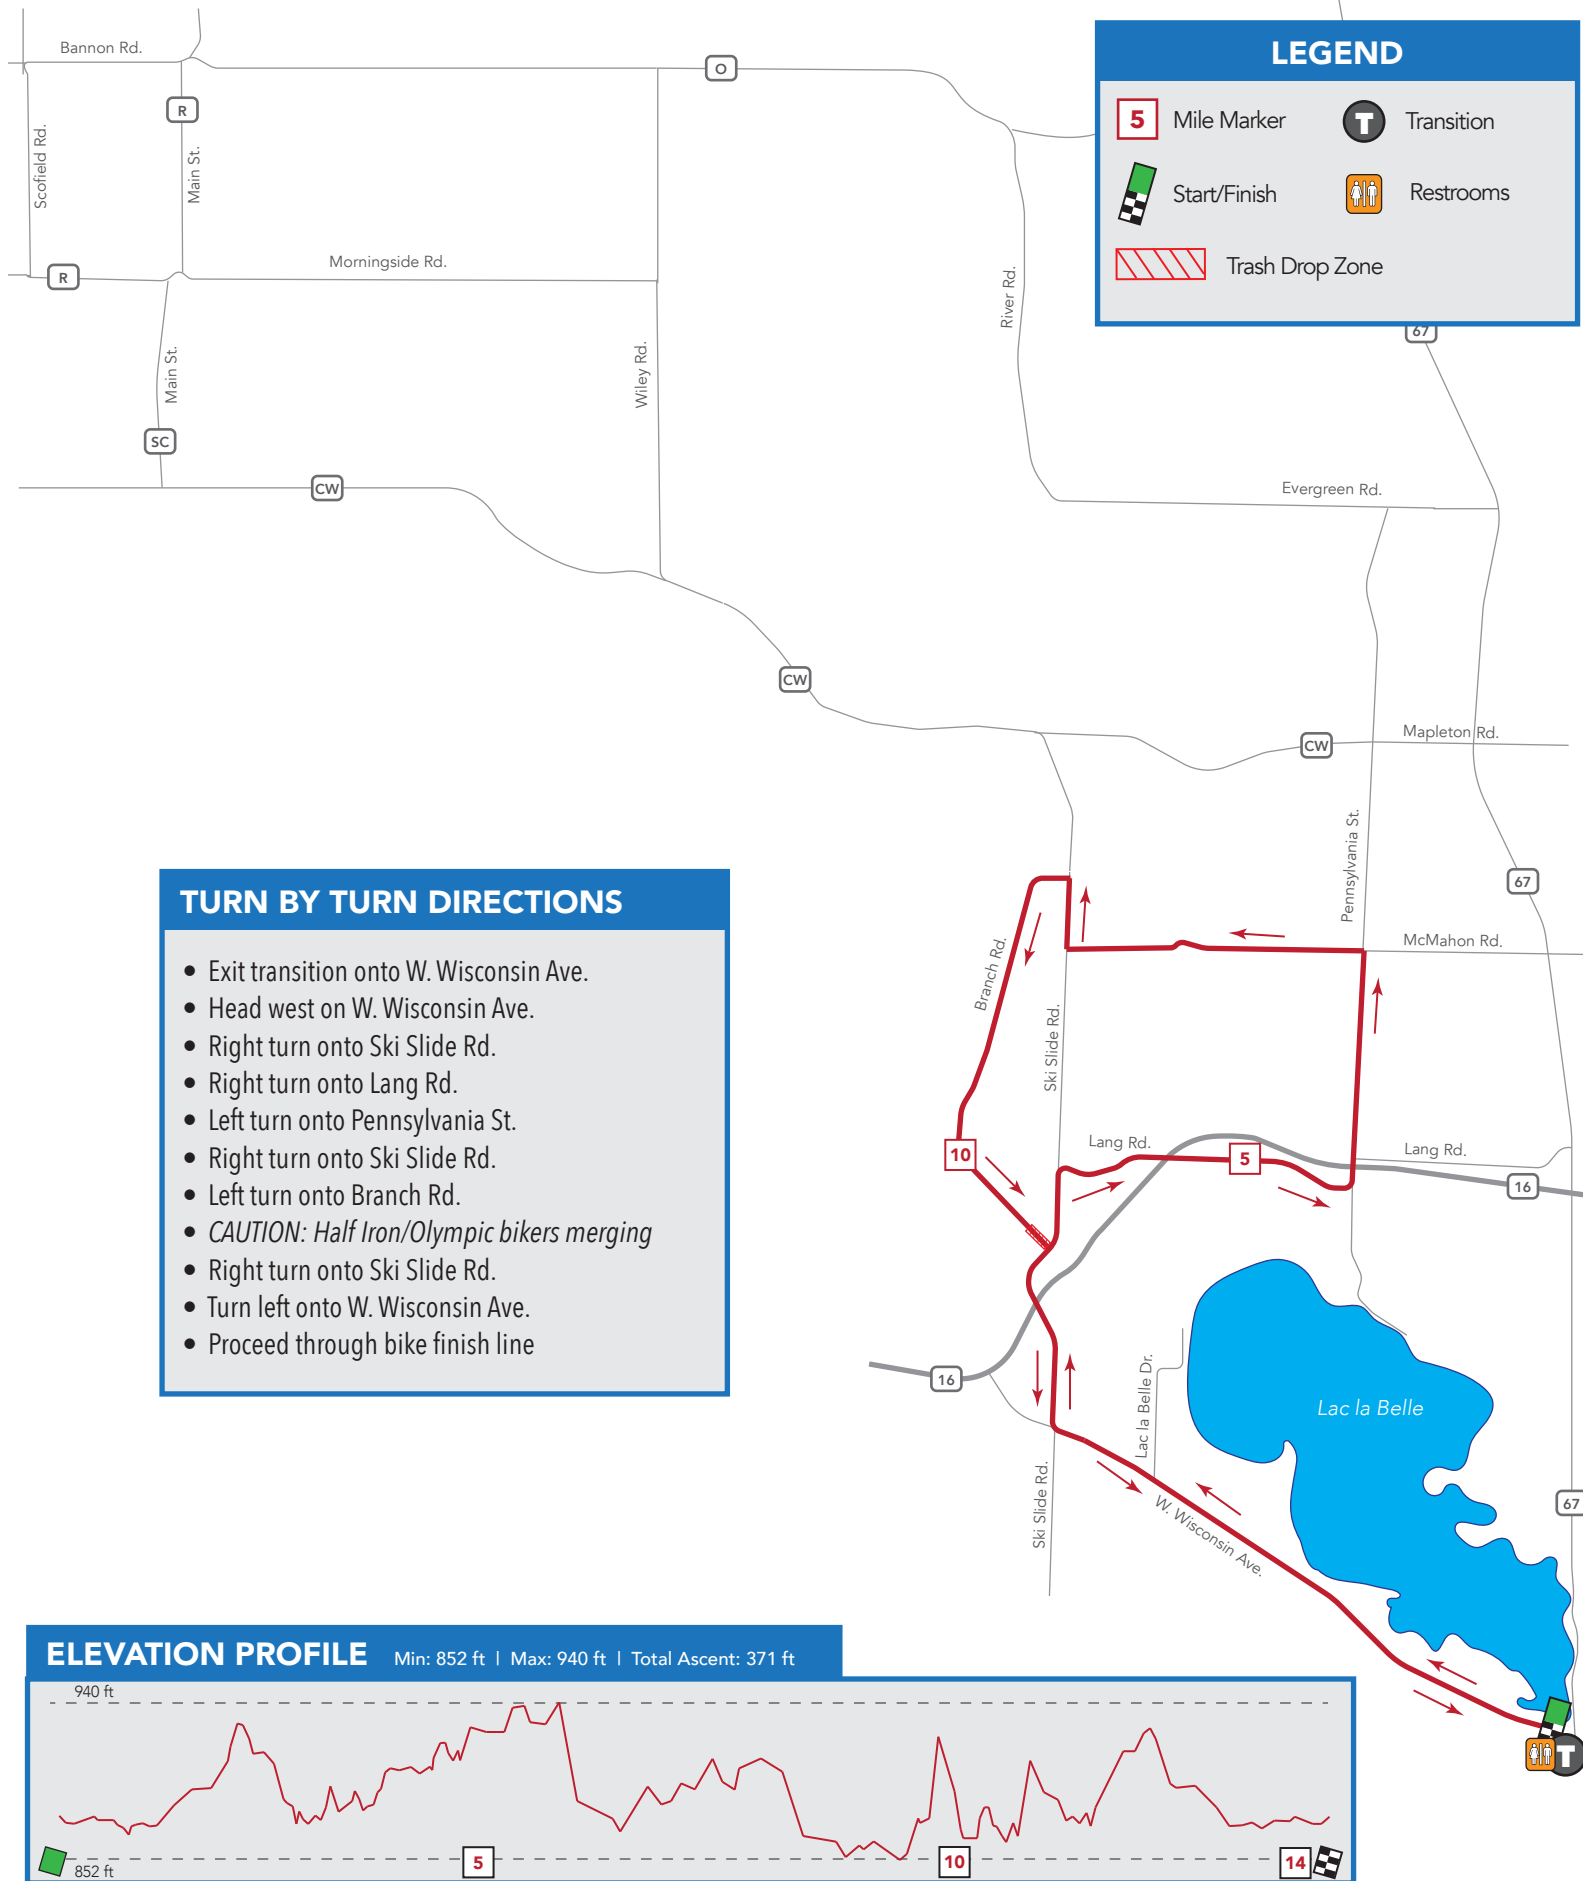 Bannon Rd.
O
R
Scofield Rd.
Main St.
R
Morningside Rd.
Main St.
Wiley Rd.
River Rd.
SC
CW
LEGEND
5 Mile Marker
T Transition
Start/Finish
Restrooms
Trash Drop Zone
67
Evergreen Rd.
CW
CW
Mapleton Rd.
Pennsylvania St.
67
McMahon Rd.
Branch Rd.
Ski Slide Rd.
10
Lang Rd.
5
Lang Rd.
16
16
Lac la Belle Dr.
Lac la Belle
Ski Slide Rd.
W. Wisconsin Ave.
67
T
TURN BY TURN DIRECTIONS
• Exit transition onto W. Wisconsin Ave.
• Head west on W. Wisconsin Ave.
• Right turn onto Ski Slide Rd.
• Right turn onto Lang Rd.
• Left turn onto Pennsylvania St.
• Right turn onto Ski Slide Rd.
• Left turn onto Branch Rd.
• CAUTION: Half Iron/Olympic bikers merging
• Right turn onto Ski Slide Rd.
• Turn left onto W. Wisconsin Ave.
• Proceed through bike finish line
ELEVATION PROFILE Min: 852 ft | Max: 940 ft | Total Ascent: 371 ft
940 ft
852 ft
5
10
14